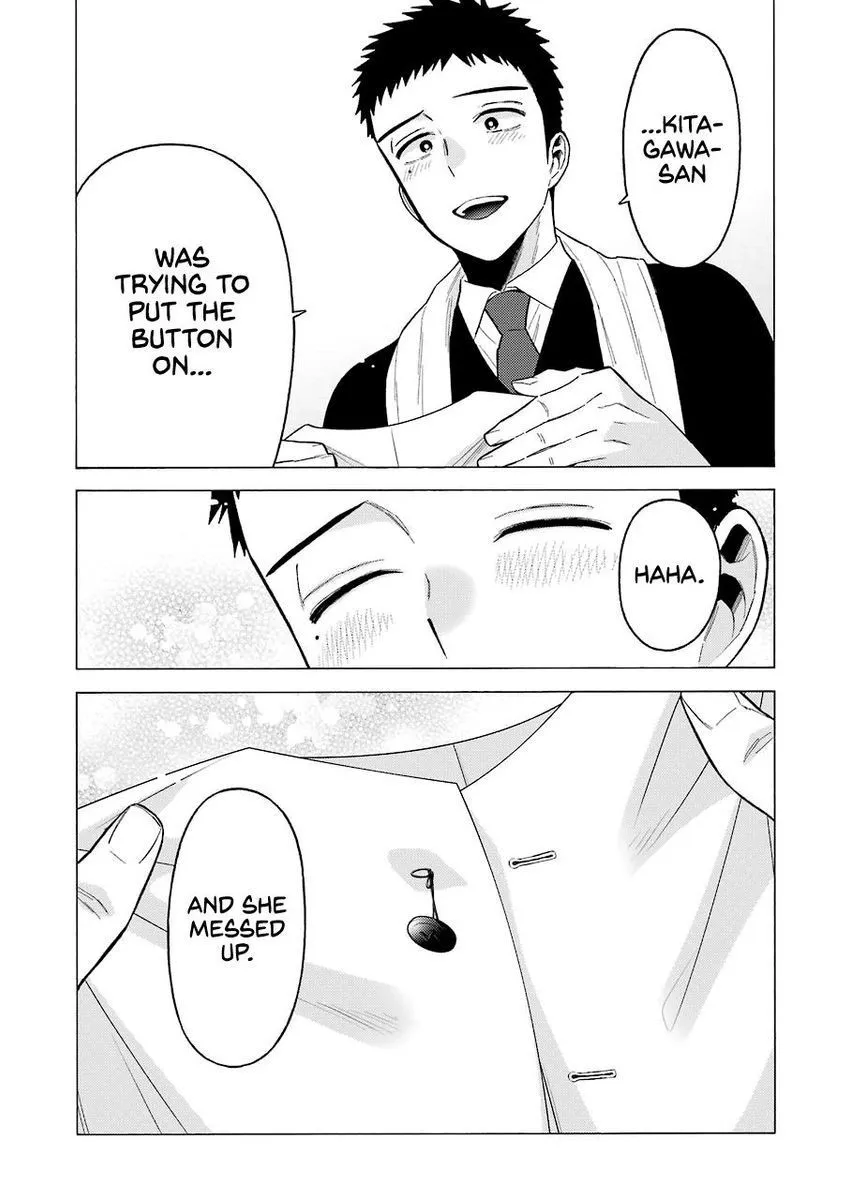 ...KITA-
GAWA-
SAN
WAS
TRYING TO
PUT THE
BUTTON
ON...
HAHA.
AND SHE
MESSED
UP.